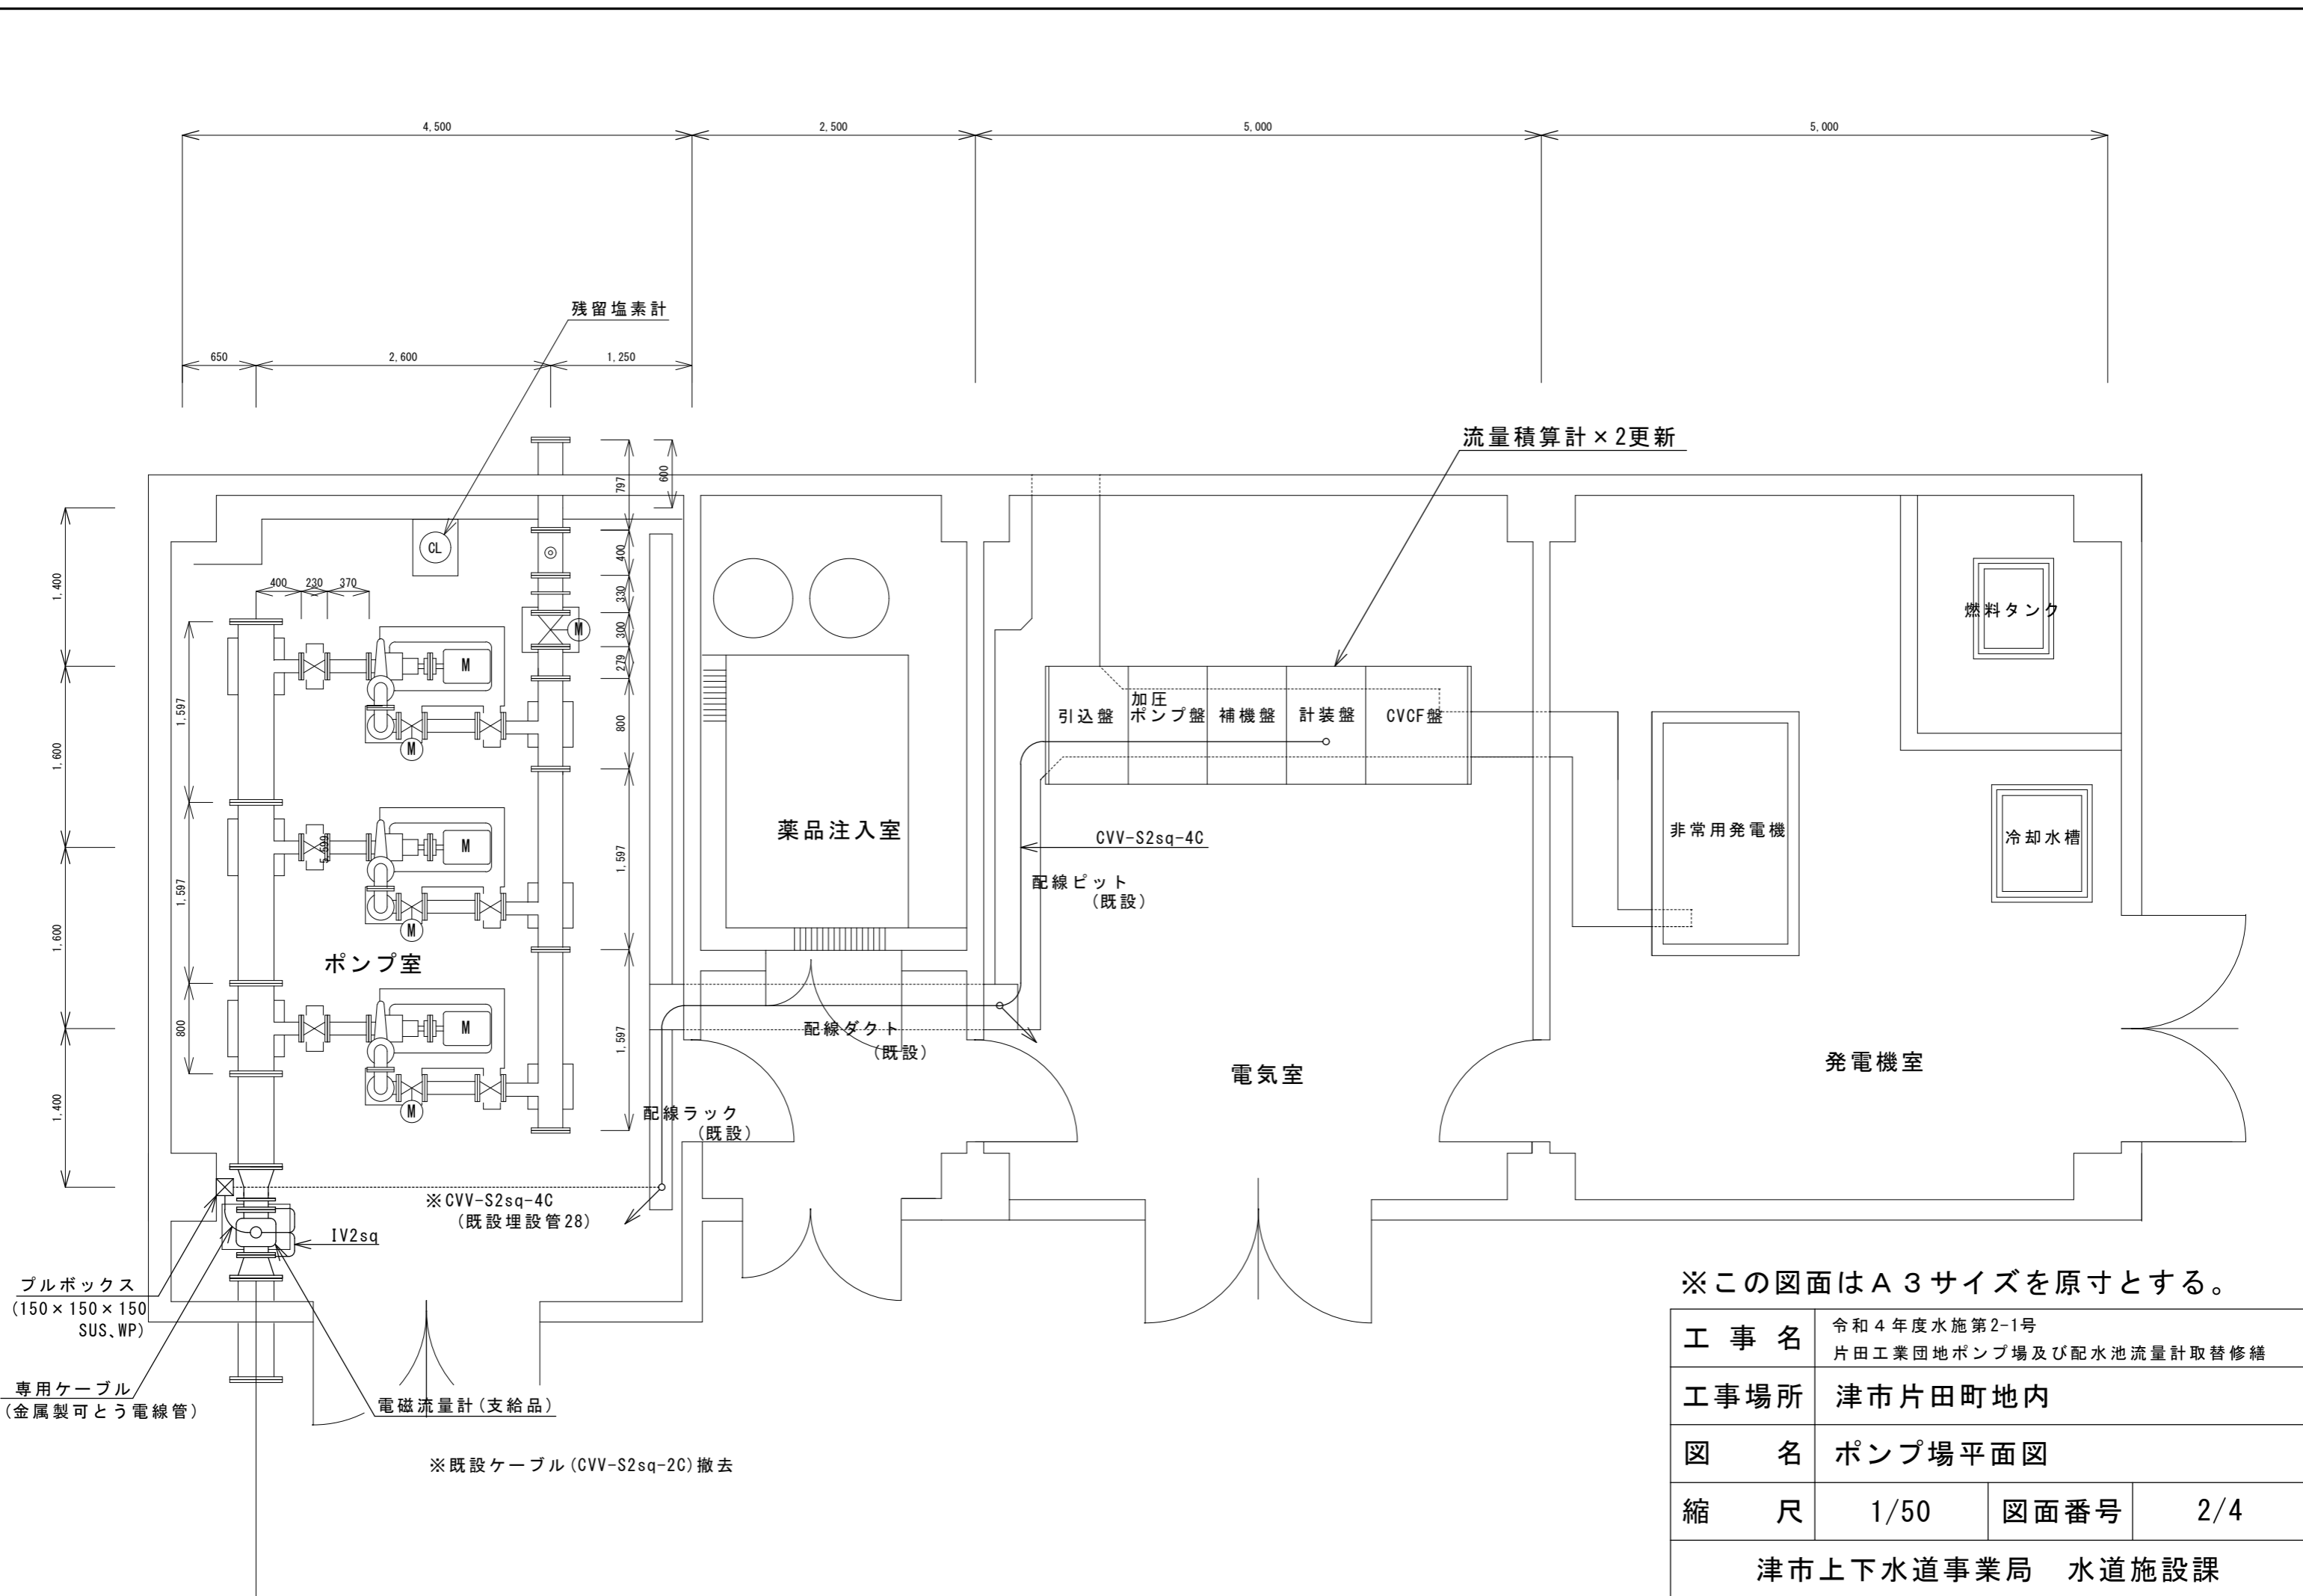 4,500
2,500
5,000
5,000
残留塩素計
650
2,600
1,250
流量積算計×2更新
797
600
400
330
300
279
800
1,597
1,597
1,400
1,600
1,600
1,400
400
230
370
1,597
1,597
800
5,599
CL
M
M
M
M
M
M
M
ポンプ室
薬品注入室
引込盤
加圧
ポンプ盤
補機盤
計装盤
CVCF盤
CVV-S2sq-4C
配線ピット
(既設)
配線ダクト
(既設)
配線ラック
(既設)
電気室
発電機室
燃料タンク
非常用発電機
冷却水槽
※CVV-S2sq-4C
(既設埋設管28)
IV2sq
プルボックス
(150×150×150
SUS、WP)
専用ケーブル
(金属製可とう電線管)
電磁流量計(支給品)
※既設ケーブル(CVV-S2sq-2C)撤去
※この図面はA3サイズを原寸とする。
工事名
令和4年度水施第2-1号
片田工業団地ポンプ場及び配水池流量計取替修繕
工事場所 津市片田町地内
図名 ポンプ場平面図
縮尺 1/50 図面番号 2/4
津市上下水道事業局 水道施設課